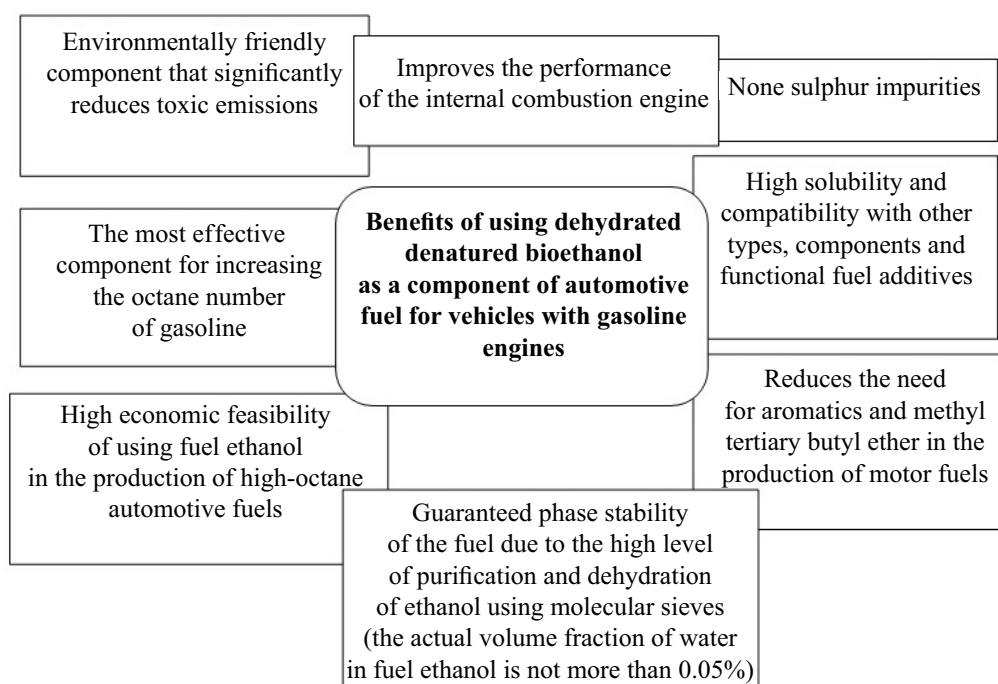 Environmentally friendly
component that significantly
reduces toxic emissions
Improves the performance
of the internal combustion engine
None sulphur impurities
The most effective
component for increasing
the octane number
of gasoline
Benefits of using dehydrated
denatured bioethanol
as a component of automotive
fuel for vehicles with gasoline
engines
High solubility and
compatibility with other
types, components and
functional fuel additives
High economic feasibility
of using fuel ethanol
in the production of high-octane
automotive fuels
Reduces the need
for aromatics and methyl
tertiary butyl ether in the
production of motor fuels
Guaranteed phase stability
of the fuel due to the high level
of purification and dehydration
of ethanol using molecular sieves
(the actual volume fraction of water
in fuel ethanol is not more than 0.05%)